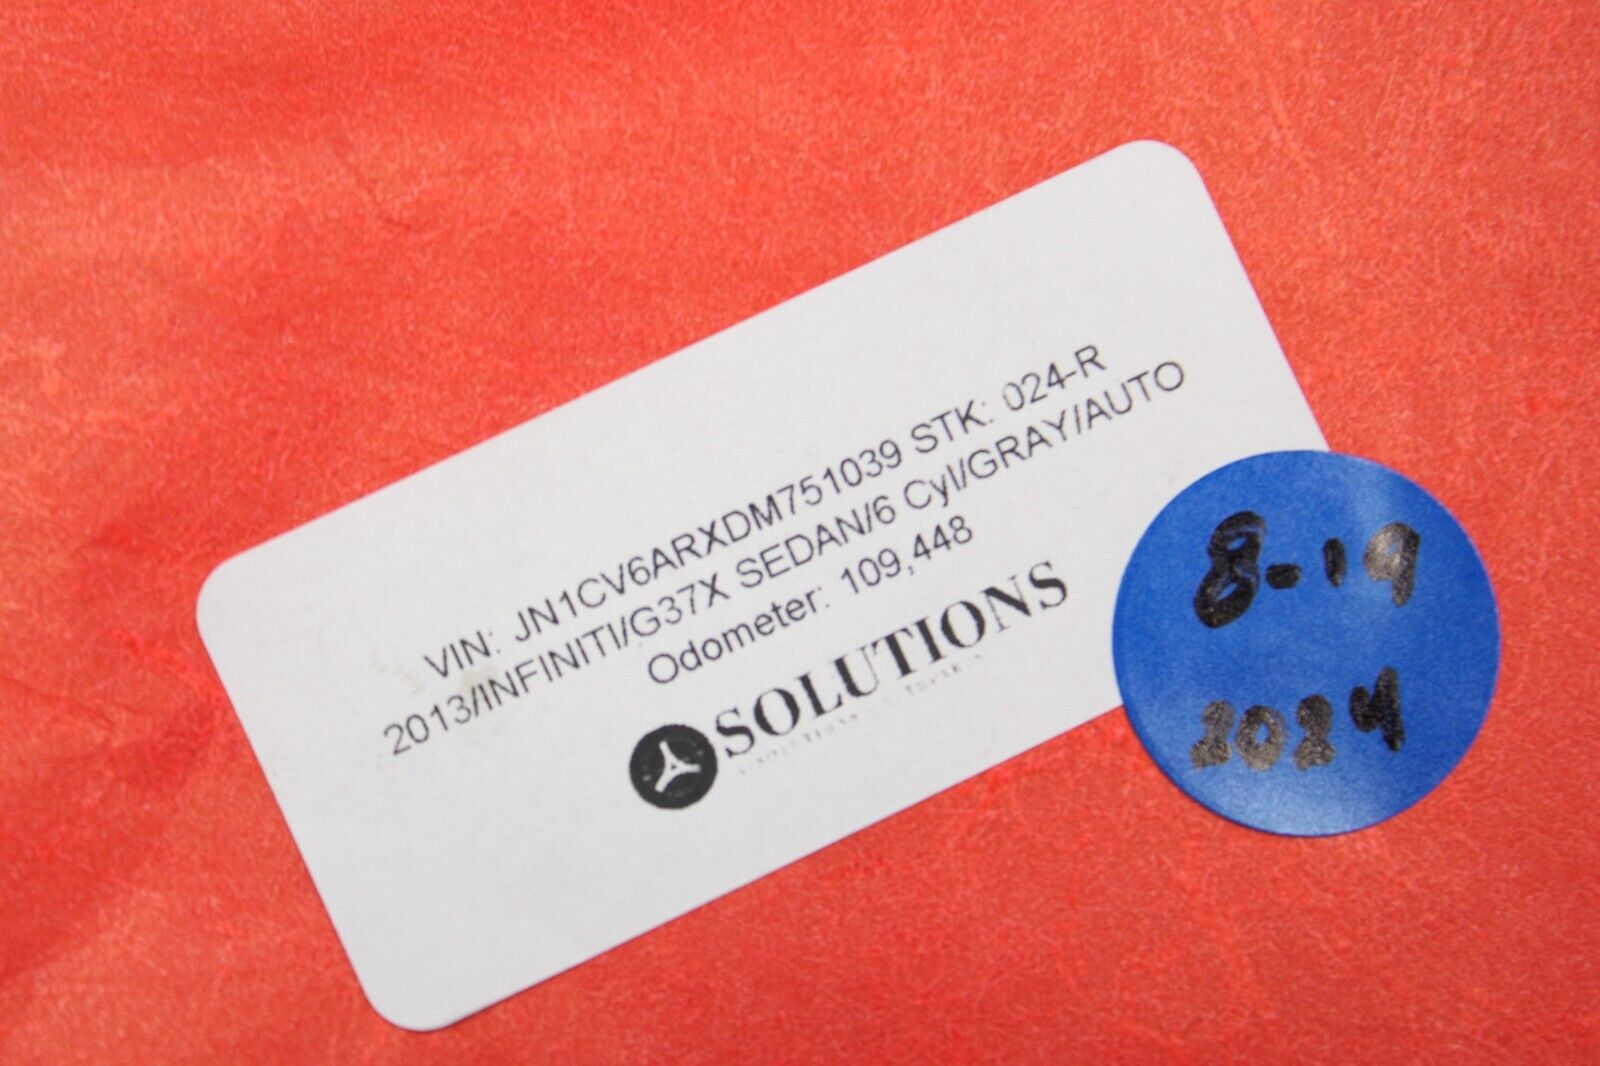 VIN: JN1CV6ARXDM751039 STK: 024-R
2013/INFINITI/G37X SEDAN/6 Cyl/GRAY/AUTO
Odometer: 109,448
SOLUTIONS
8-19
2024